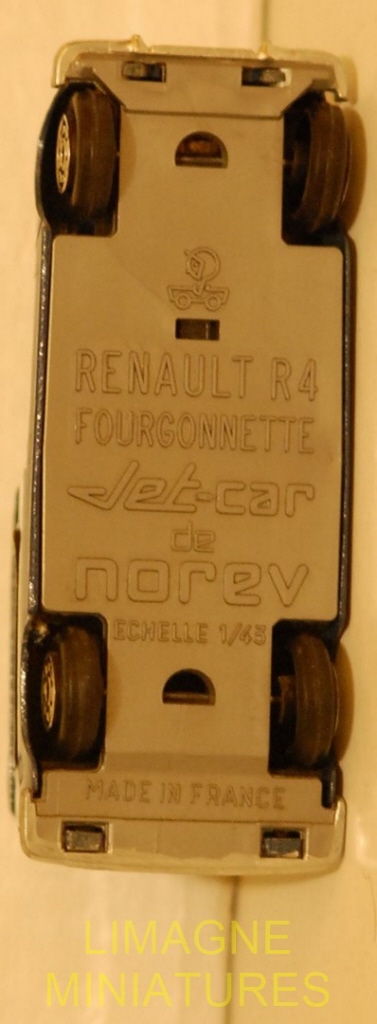 RENAULT R4
FOURGONNETTE
Jet-car
de
norev
ECHELLE 1/43
MADE IN FRANCE
LIMAGNE
MINIATURES